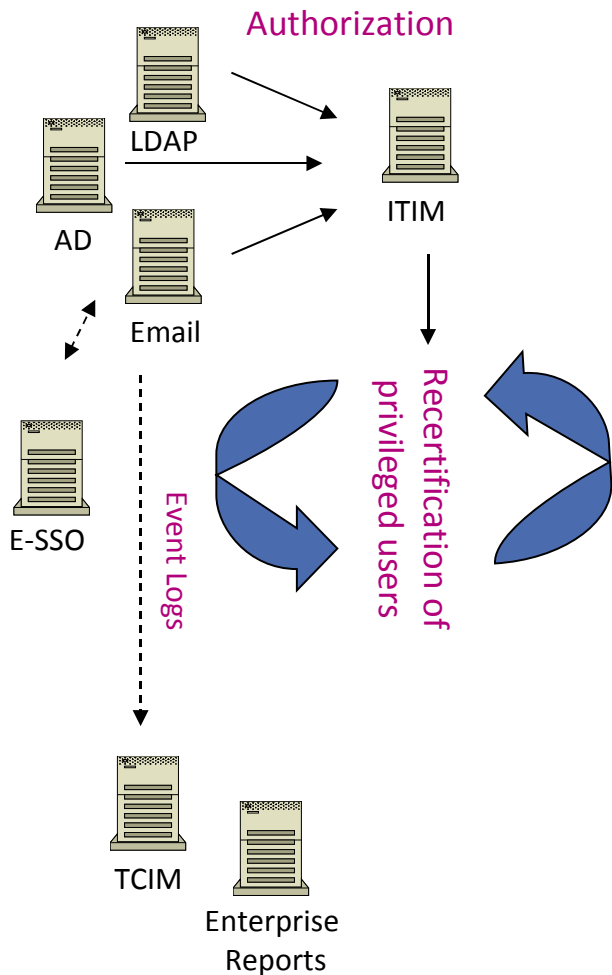 Authorization
LDAP
ITIM
AD
Email
Recertification of
privileged users
E-SSO
Event Logs
TCIM
Enterprise
Reports